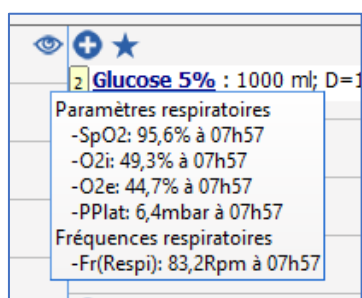 2 Glucose 5% : 1000 ml; D=1
Paramètres respiratoires
-SpO2: 95,6% à 07h57
-O2i: 49,3% à 07h57
-O2e: 44,7% à 07h57
-PPlat: 6,4mbar à 07h57
Fréquences respiratoires
-Fr(Respi): 83,2Rpm à 07h57